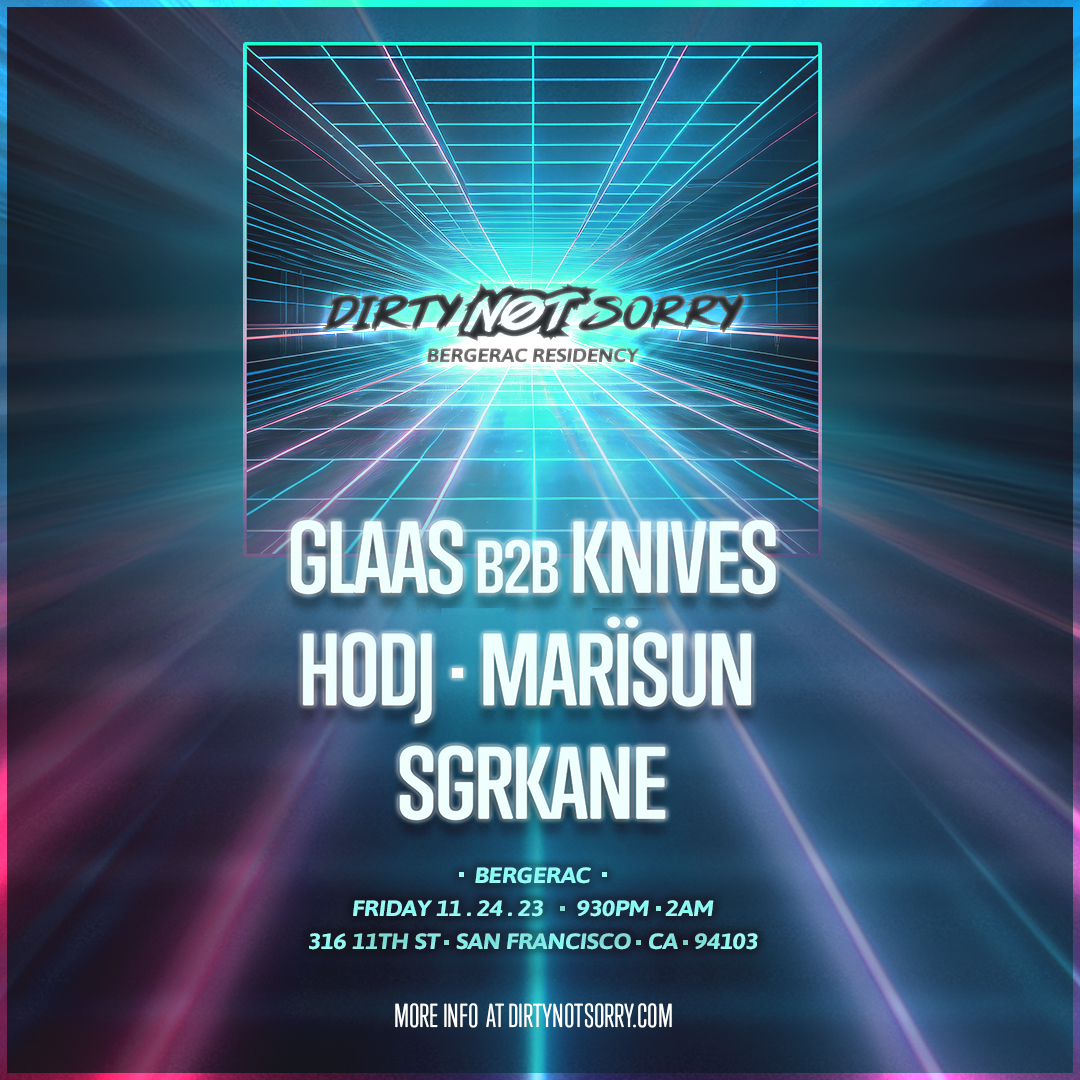 DIRTY NOT SORRY
BERGERAC RESIDENCY
GLAAS B2B KNIVES
HODJ · MARÏSUN
SGRKANE
· BERGERAC ·
FRIDAY 11 . 24 . 23 · 930PM · 2AM
316 11TH ST · SAN FRANCISCO · CA · 94103
MORE INFO AT DIRTYNOTSORRY.COM